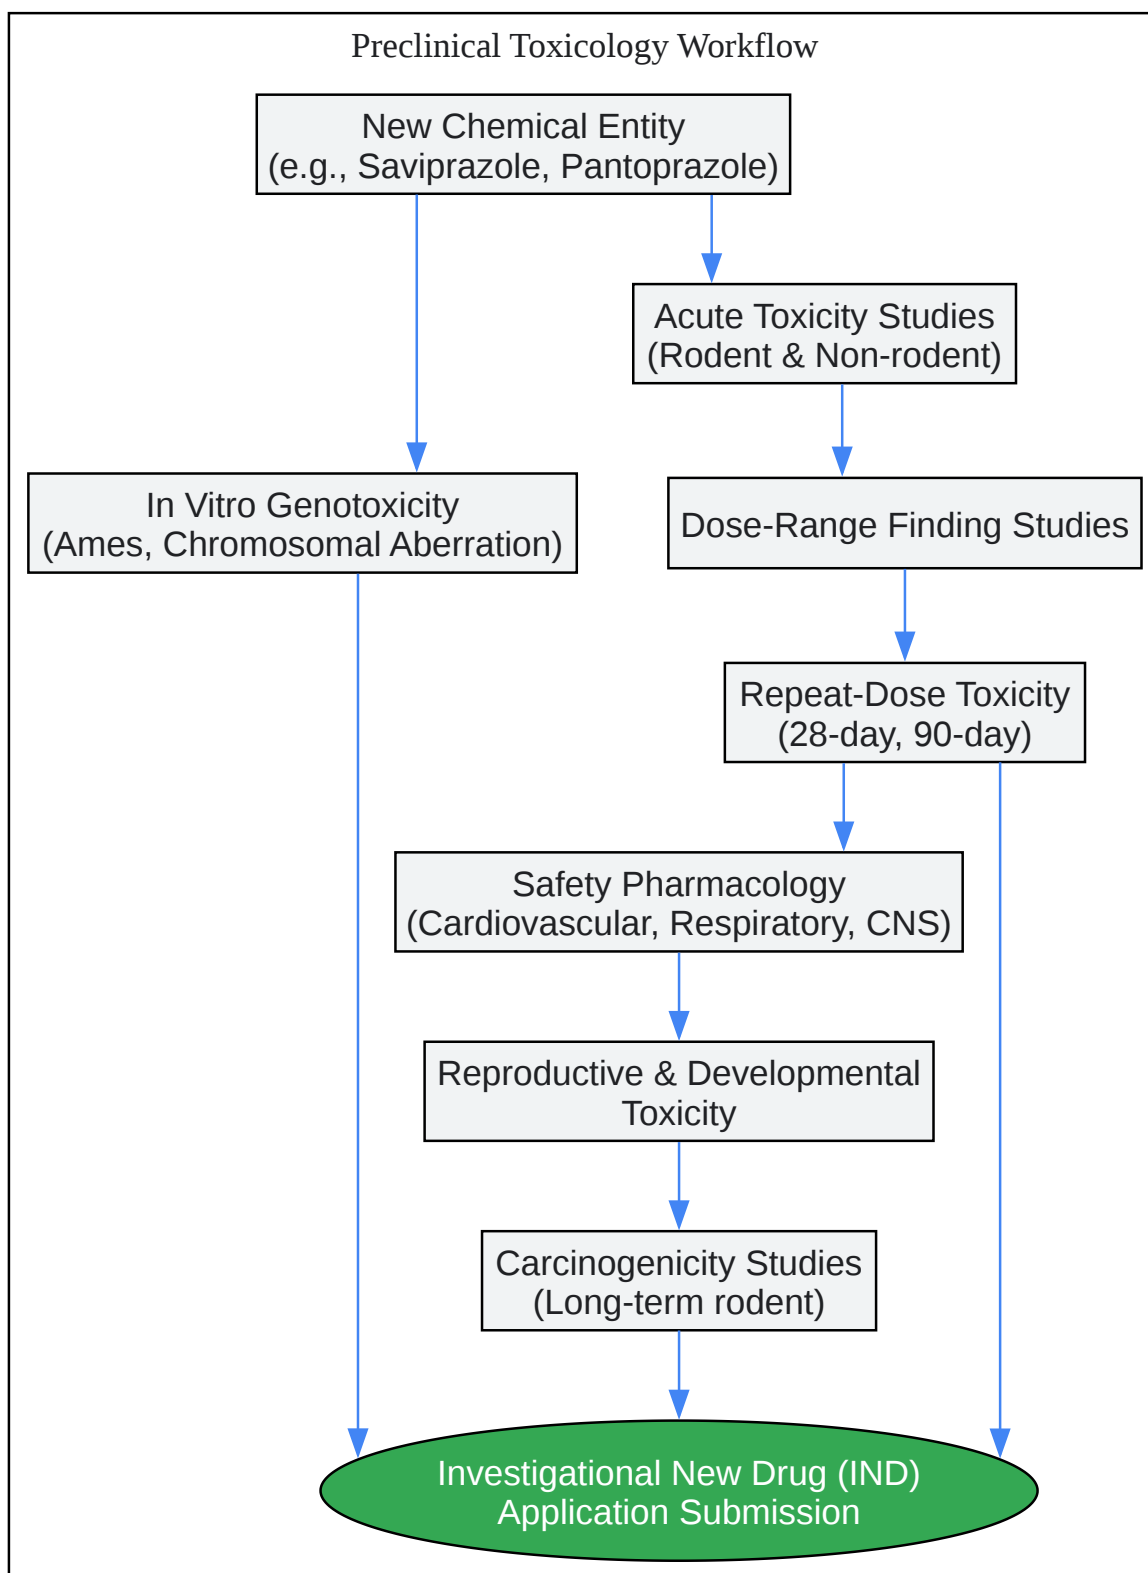 Preclinical Toxicology Workflow
New Chemical Entity
(e.g., Saviprazole, Pantoprazole)
Acute Toxicity Studies
(Rodent & Non-rodent)
In Vitro Genotoxicity
(Ames, Chromosomal Aberration)
Dose-Range Finding Studies
Repeat-Dose Toxicity
(28-day, 90-day)
Safety Pharmacology
(Cardiovascular, Respiratory, CNS)
Reproductive & Developmental
Toxicity
Carcinogenicity Studies
(Long-term rodent)
Investigational New Drug (IND)
Application Submission